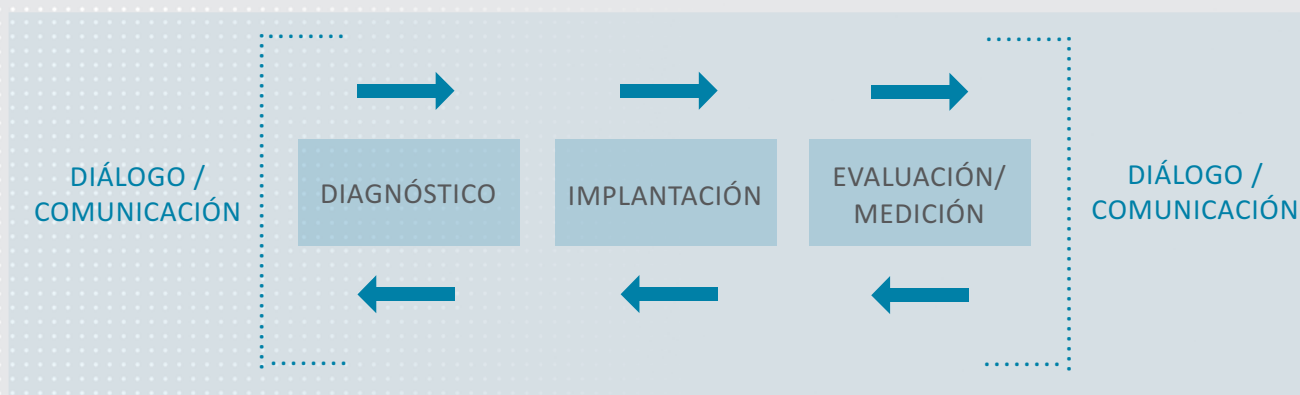 DIÁLOGO /
COMUNICACIÓN
DIAGNÓSTICO
IMPLANTACIÓN
EVALUACIÓN/
MEDICIÓN
DIÁLOGO /
COMUNICACIÓN